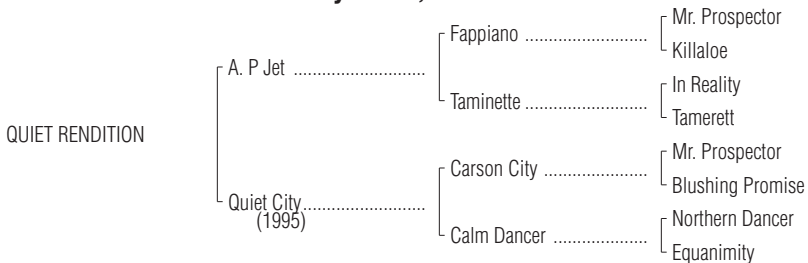 Fappiano ..........................
Mr. Prospector
Killaloe
A. P Jet ............................
Taminette ..........................
In Reality
Tamerett
QUIET RENDITION
Carson City ......................
Mr. Prospector
Blushing Promise
Quiet City..........................
(1995)
Calm Dancer ....................
Northern Dancer
Equanimity